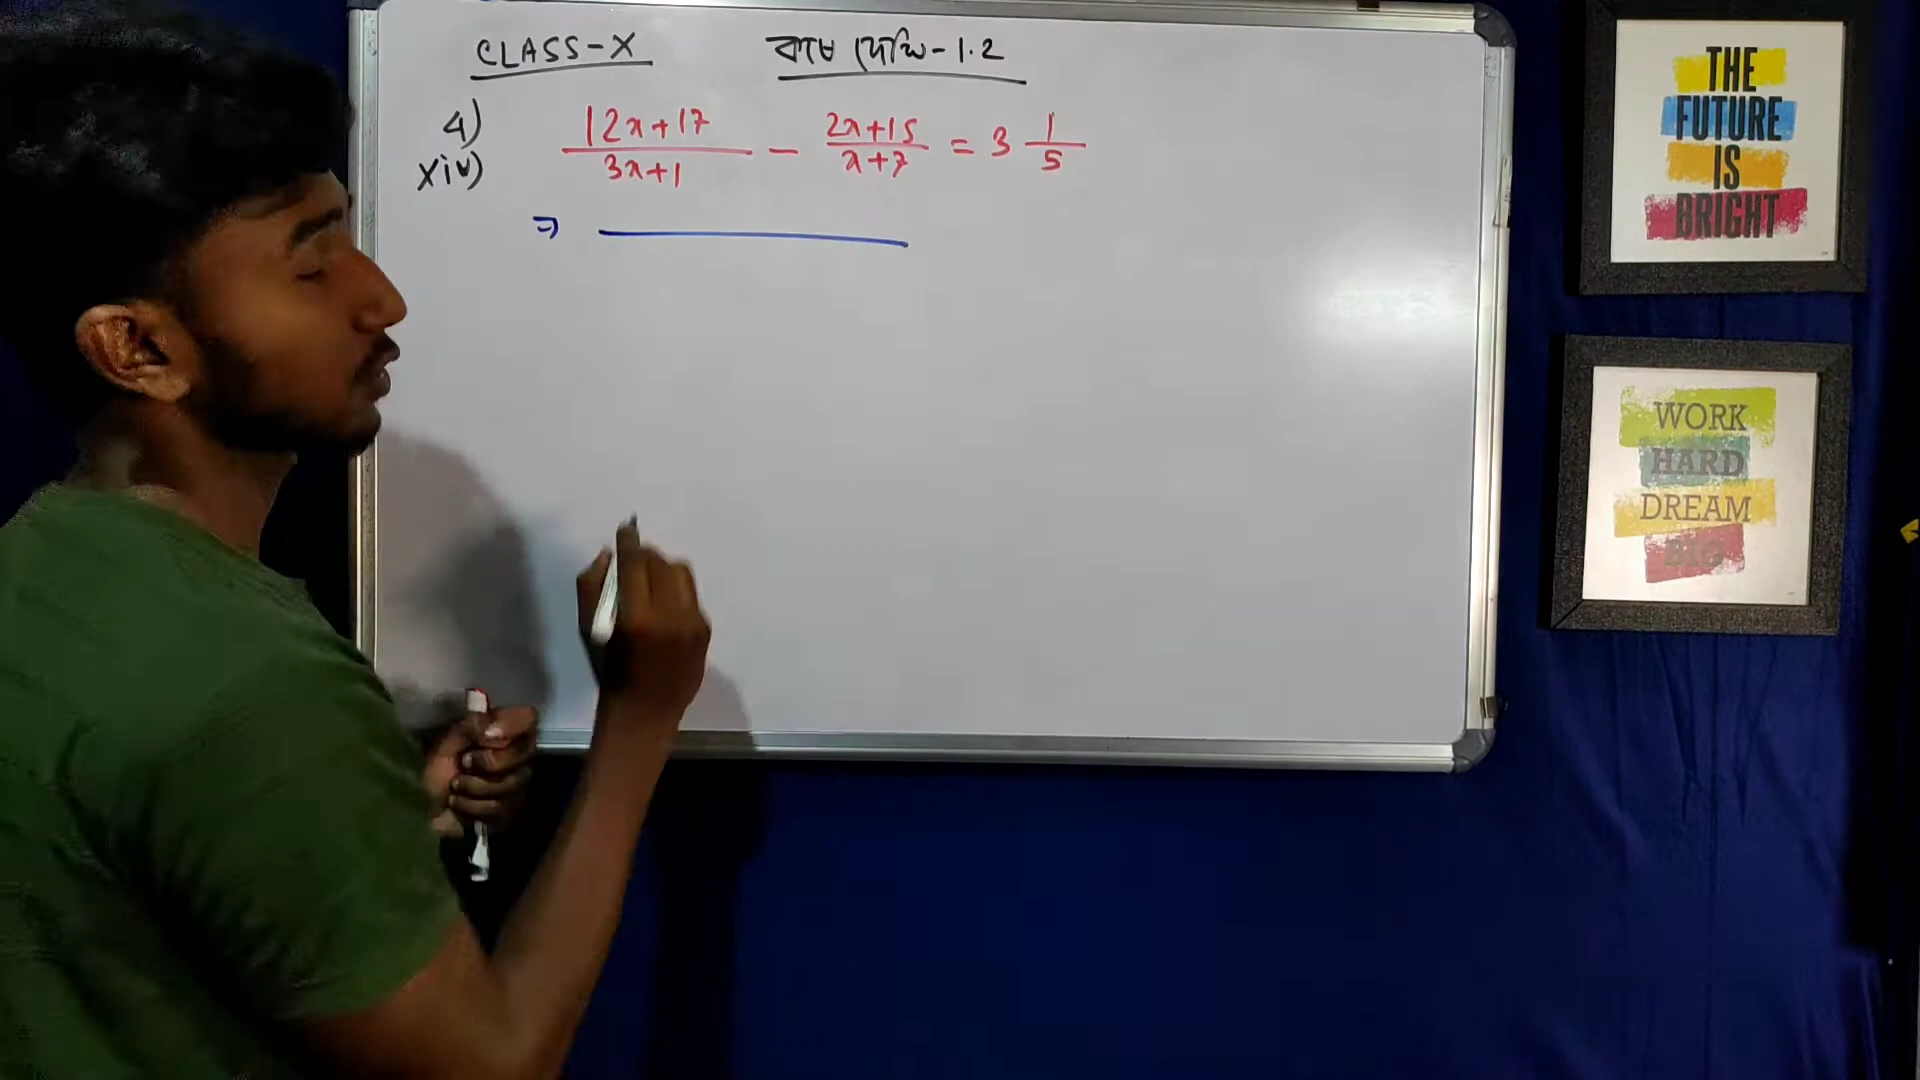 CLASS-X কষে দেখি-1.2
4)
xiv) 12x+17/3x+1 - 2x+15/x+7 = 3 1/5
⇒
THE
FUTURE
IS
BRIGHT
WORK
HARD
DREAM
BIG